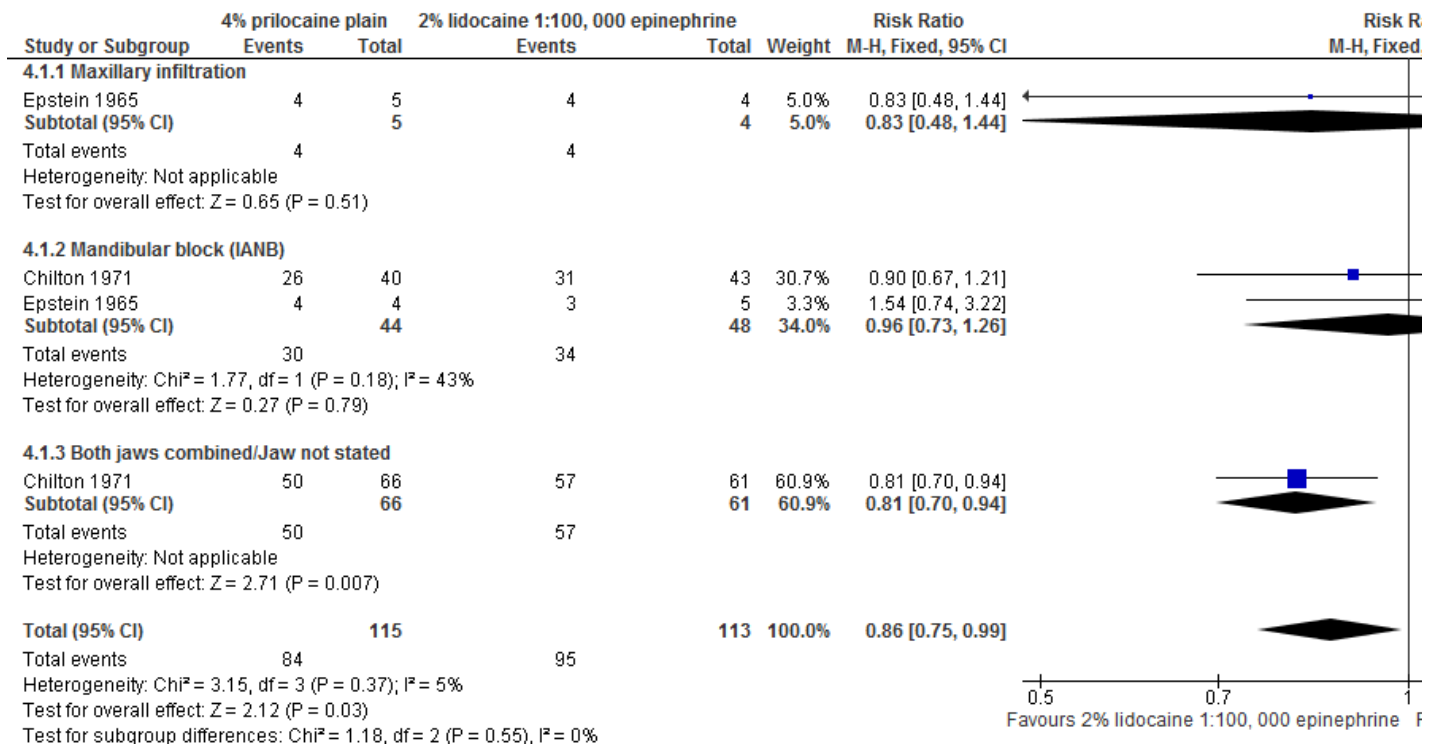 4% prilocaine plain 2% lidocaine 1:100, 000 epinephrine Risk Ratio Risk R
Study or Subgroup Events Total Events Total Weight M-H, Fixed, 95% CI M-H, Fixed,
4.1.1 Maxillary infiltration
Epstein 1965 4 5 4 4 5.0% 0.83 [0.48, 1.44]
Subtotal (95% CI) 5 4 5.0% 0.83 [0.48, 1.44]
Total events 4 4
Heterogeneity: Not applicable
Test for overall effect: Z = 0.65 (P = 0.51)
4.1.2 Mandibular block (IANB)
Chilton 1971 26 40 31 43 30.7% 0.90 [0.67, 1.21]
Epstein 1965 4 4 3 5 3.3% 1.54 [0.74, 3.22]
Subtotal (95% CI) 44 48 34.0% 0.96 [0.73, 1.26]
Total events 30 34
Heterogeneity: Chi² = 1.77, df = 1 (P = 0.18); I² = 43%
Test for overall effect: Z = 0.27 (P = 0.79)
4.1.3 Both jaws combined/Jaw not stated
Chilton 1971 50 66 57 61 60.9% 0.81 [0.70, 0.94]
Subtotal (95% CI) 66 61 60.9% 0.81 [0.70, 0.94]
Total events 50 57
Heterogeneity: Not applicable
Test for overall effect: Z = 2.71 (P = 0.007)
Total (95% CI) 115 113 100.0% 0.86 [0.75, 0.99]
Total events 84 95
Heterogeneity: Chi² = 3.15, df = 3 (P = 0.37); I² = 5%
Test for overall effect: Z = 2.12 (P = 0.03)
Test for subgroup differences: Chi² = 1.18, df = 2 (P = 0.55), I² = 0%
0.5 0.7 1
Favours 2% lidocaine 1:100, 000 epinephrine